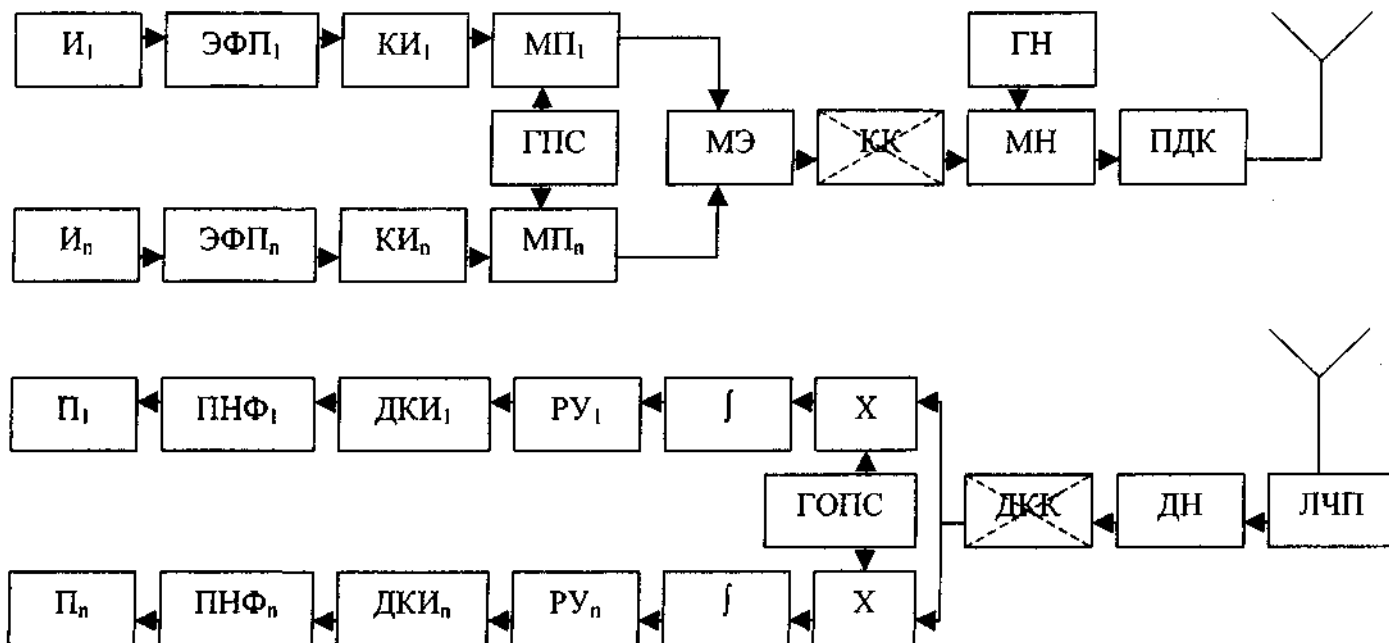 И₁ ЭФП₁ КИ₁ МП₁ ГН
ГПС МЭ КК МН ПДК
Иₙ ЭФПₙ КИₙ МПₙ
П₁ ПНФ₁ ДКИ₁ РУ₁ ∫ X
ГОПС ДКК ДН ЛЧП
Пₙ ПНФₙ ДКИₙ РУₙ ∫ X